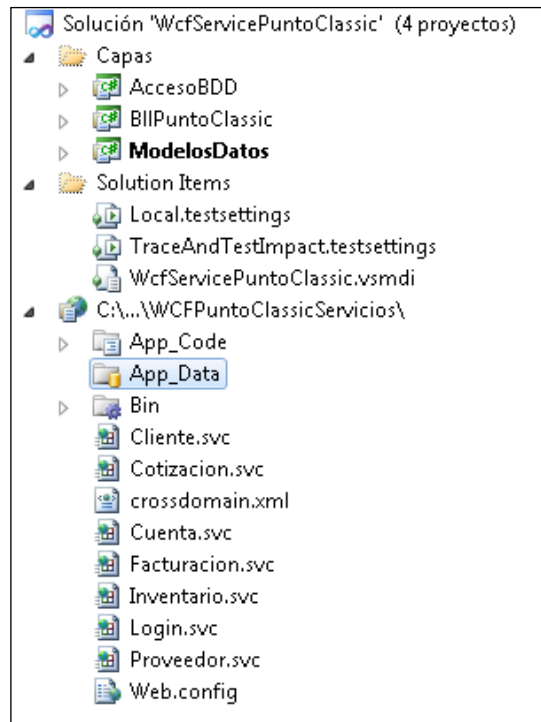 Solución 'WcfServicePuntoClassic' (4 proyectos)
Capas
AccesoBDD
BllPuntoClassic
ModelosDatos
Solution Items
Local.testsettings
TraceAndTestImpact.testsettings
WcfServicePuntoClassic.vsmdi
C:\...\WCFPuntoClassicServicios\
App_Code
App_Data
Bin
Cliente.svc
Cotizacion.svc
crossdomain.xml
Cuenta.svc
Facturacion.svc
Inventario.svc
Login.svc
Proveedor.svc
Web.config